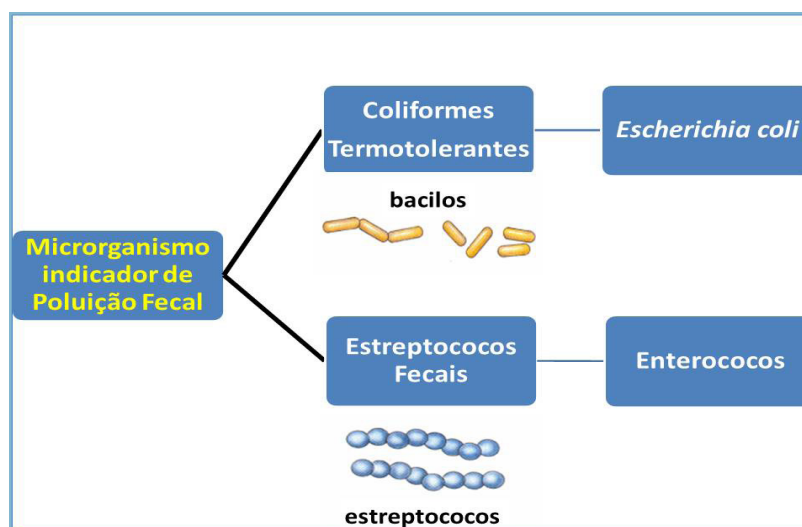 Microrganismo
indicador de
Poluição Fecal
Coliformes
Termotolerantes
Escherichia coli
bacilos
Estreptococos
Fecais
Enterococos
estreptococos